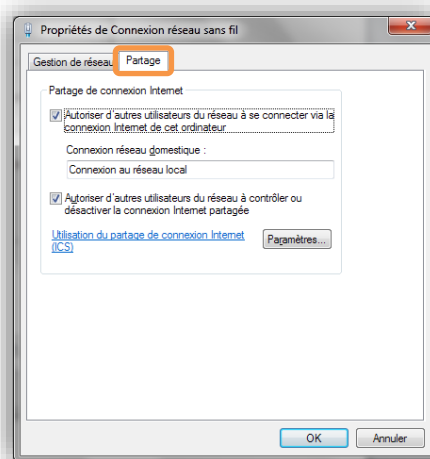 Propriétés de Connexion réseau sans fil
Gestion de réseau
Partage
Partage de connexion Internet
Autoriser d'autres utilisateurs du réseau à se connecter via la
connexion Internet de cet ordinateur
Connexion réseau domestique :
Connexion au réseau local
Autoriser d'autres utilisateurs du réseau à contrôler ou
désactiver la connexion Internet partagée
Utilisation du partage de connexion Internet
(ICS)
Paramètres...
OK
Annuler